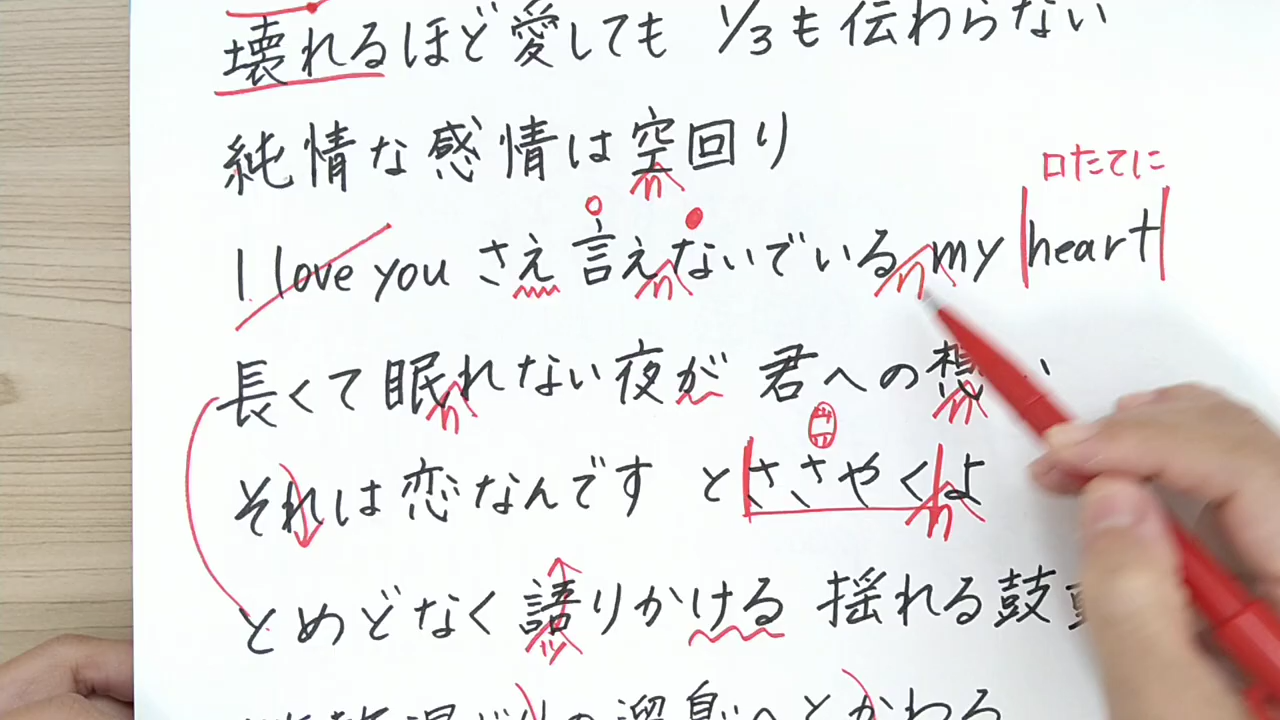 壊れるほど愛しても 1/3も伝わらない
純情な感情は空回り
口たてに
I love you さえ言えないでいる my heart
長くて眠れない夜が 君への想い
それは恋なんです とささやくよ
とめどなく語りかける 揺れる鼓